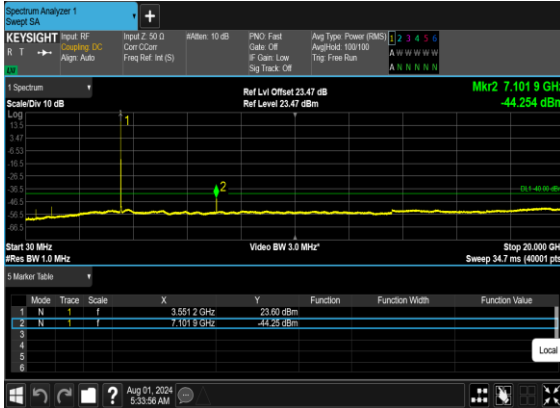 Spectrum Analyzer 1
Swept SA
+
KEYSIGHT
R T
Input: RF
Coupling: DC
Align: Auto
Input Z: 50 Ω
Corr CCorr
Freq Ref: Int (S)
#Atten: 10 dB
PNO: Fast
Gate: Off
IF Gain: Low
Sig Track: Off
Avg Type: Power (RMS)
Avg|Hold: 100/100
Trig: Free Run
1 2 3 4 5 6
A W W W W W
A N N N N N
1 Spectrum
Scale/Div 10 dB
Ref Lvl Offset 23.47 dB
Ref Level 23.47 dBm
Mkr2 7.101 9 GHz
-44.254 dBm
Log
13.5
3.47
-6.53
-16.5
-26.5
-36.5
-46.5
-56.5
-66.5
1
2
DL1 -40.00 dBm
Start 30 MHz
#Res BW 1.0 MHz
Video BW 3.0 MHz*
Stop 20.000 GHz
Sweep 34.7 ms (40001 pts)
5 Marker Table
Mode Trace Scale X Y Function Function Width Function Value
1 N 1 f 3.551 2 GHz 23.60 dBm
2 N 1 f 7.101 9 GHz -44.25 dBm
3
4
5
6
Local
?
Aug 01, 2024
5:33:56 AM